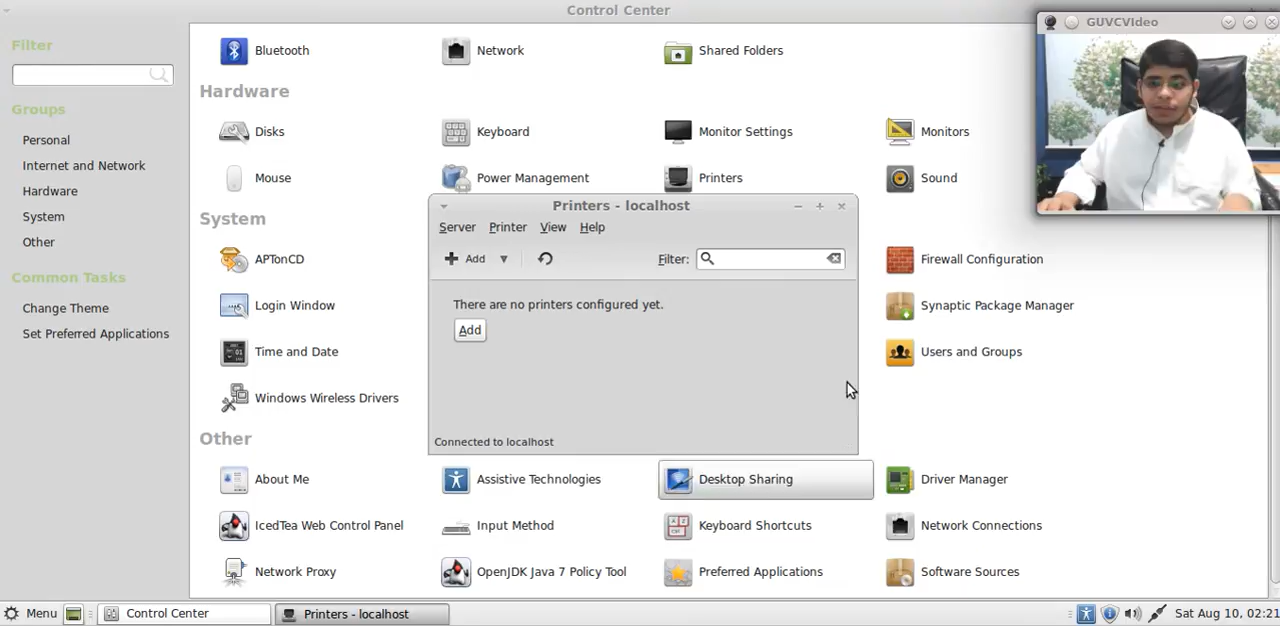 Control Center
GUVCVIdeo
Filter
Groups
Personal
Internet and Network
Hardware
System
Other
Common Tasks
Change Theme
Set Preferred Applications
Bluetooth
Network
Shared Folders
Hardware
Disks
Keyboard
Monitor Settings
Monitors
Mouse
Power Management
Printers
Sound
System
APTonCD
Firewall Configuration
Login Window
Synaptic Package Manager
Time and Date
Users and Groups
Windows Wireless Drivers
Printers - localhost
Server Printer View Help
Add Filter:
There are no printers configured yet.
Add
Connected to localhost
Other
About Me
Assistive Technologies
Desktop Sharing
Driver Manager
IcedTea Web Control Panel
Input Method
Keyboard Shortcuts
Network Connections
Network Proxy
OpenJDK Java 7 Policy Tool
Preferred Applications
Software Sources
Menu Control Center Printers - localhost Sat Aug 10, 02:21